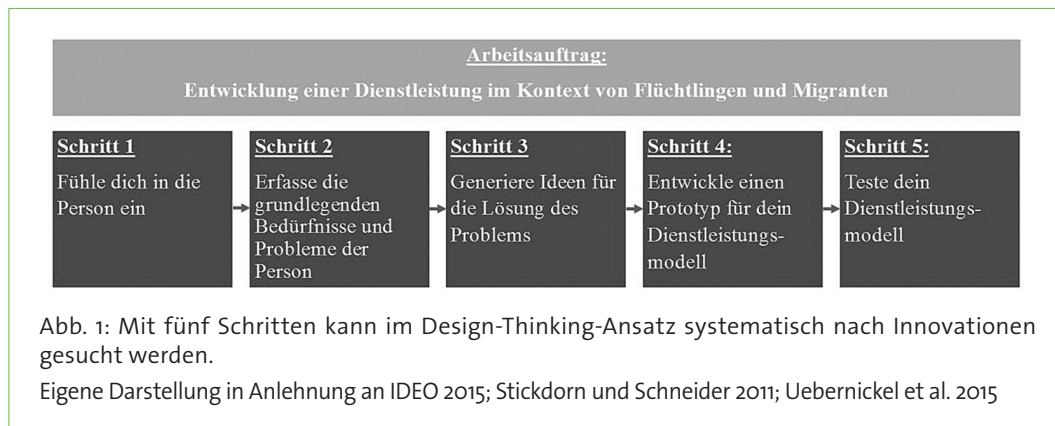 Arbeitsauftrag:
Entwicklung einer Dienstleistung im Kontext von Flüchtlingen und Migranten
Schritt 1
Fühle dich in die
Person ein
Schritt 2
Erfasse die
grundlegenden
Bedürfnisse und
Probleme der
Person
Schritt 3
Generiere Ideen für
die Lösung des
Problems
Schritt 4:
Entwickle einen
Prototyp für dein
Dienstleistungs-
modell
Schritt 5:
Teste dein
Dienstleistungs-
modell
Abb. 1: Mit fünf Schritten kann im Design-Thinking-Ansatz systematisch nach Innovationen
gesucht werden.
Eigene Darstellung in Anlehnung an IDEO 2015; Stickdorn und Schneider 2011; Uebernickel et al. 2015